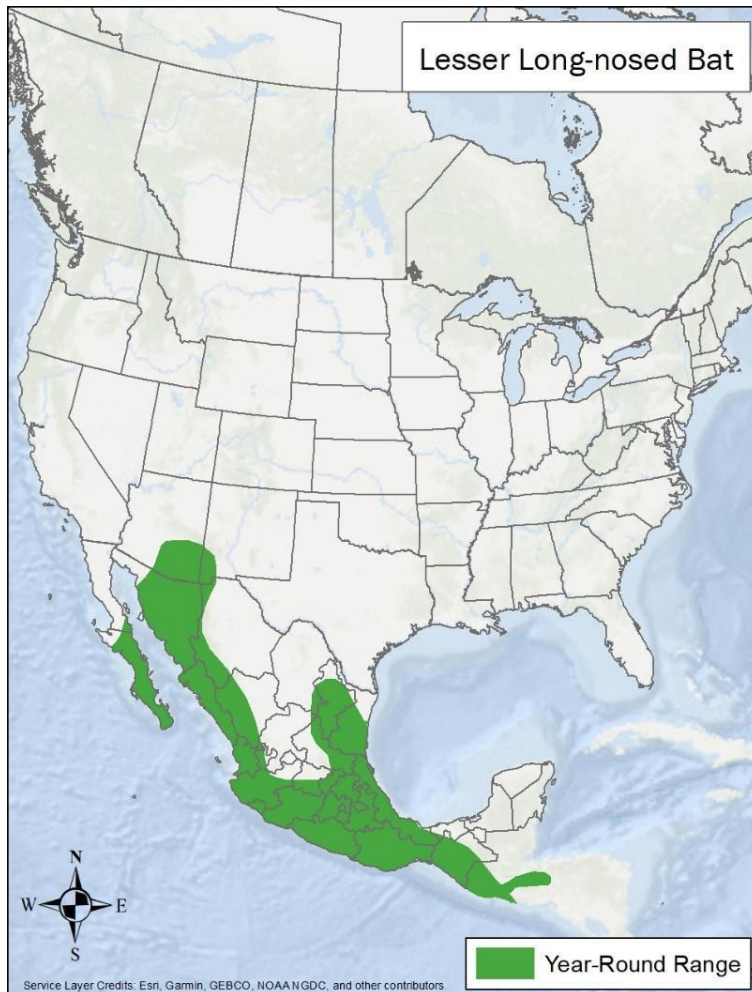 Lesser Long-nosed Bat
N
W E
S
Year-Round Range
Service Layer Credits: Esri, Garmin, GEBCO, NOAA NGDC, and other contributors